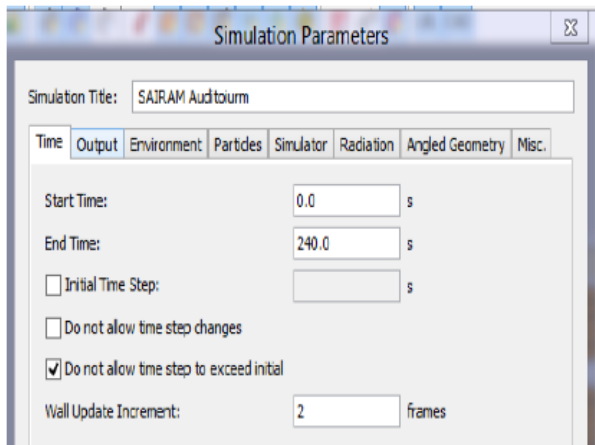 Simulation Parameters
Simulation Title: SAIRAM Auditoiurm
Time Output Environment Particles Simulator Radiation Angled Geometry Misc.
Start Time: 0.0 s
End Time: 240.0 s
Initial Time Step: s
Do not allow time step changes
Do not allow time step to exceed initial
Wall Update Increment: 2 frames